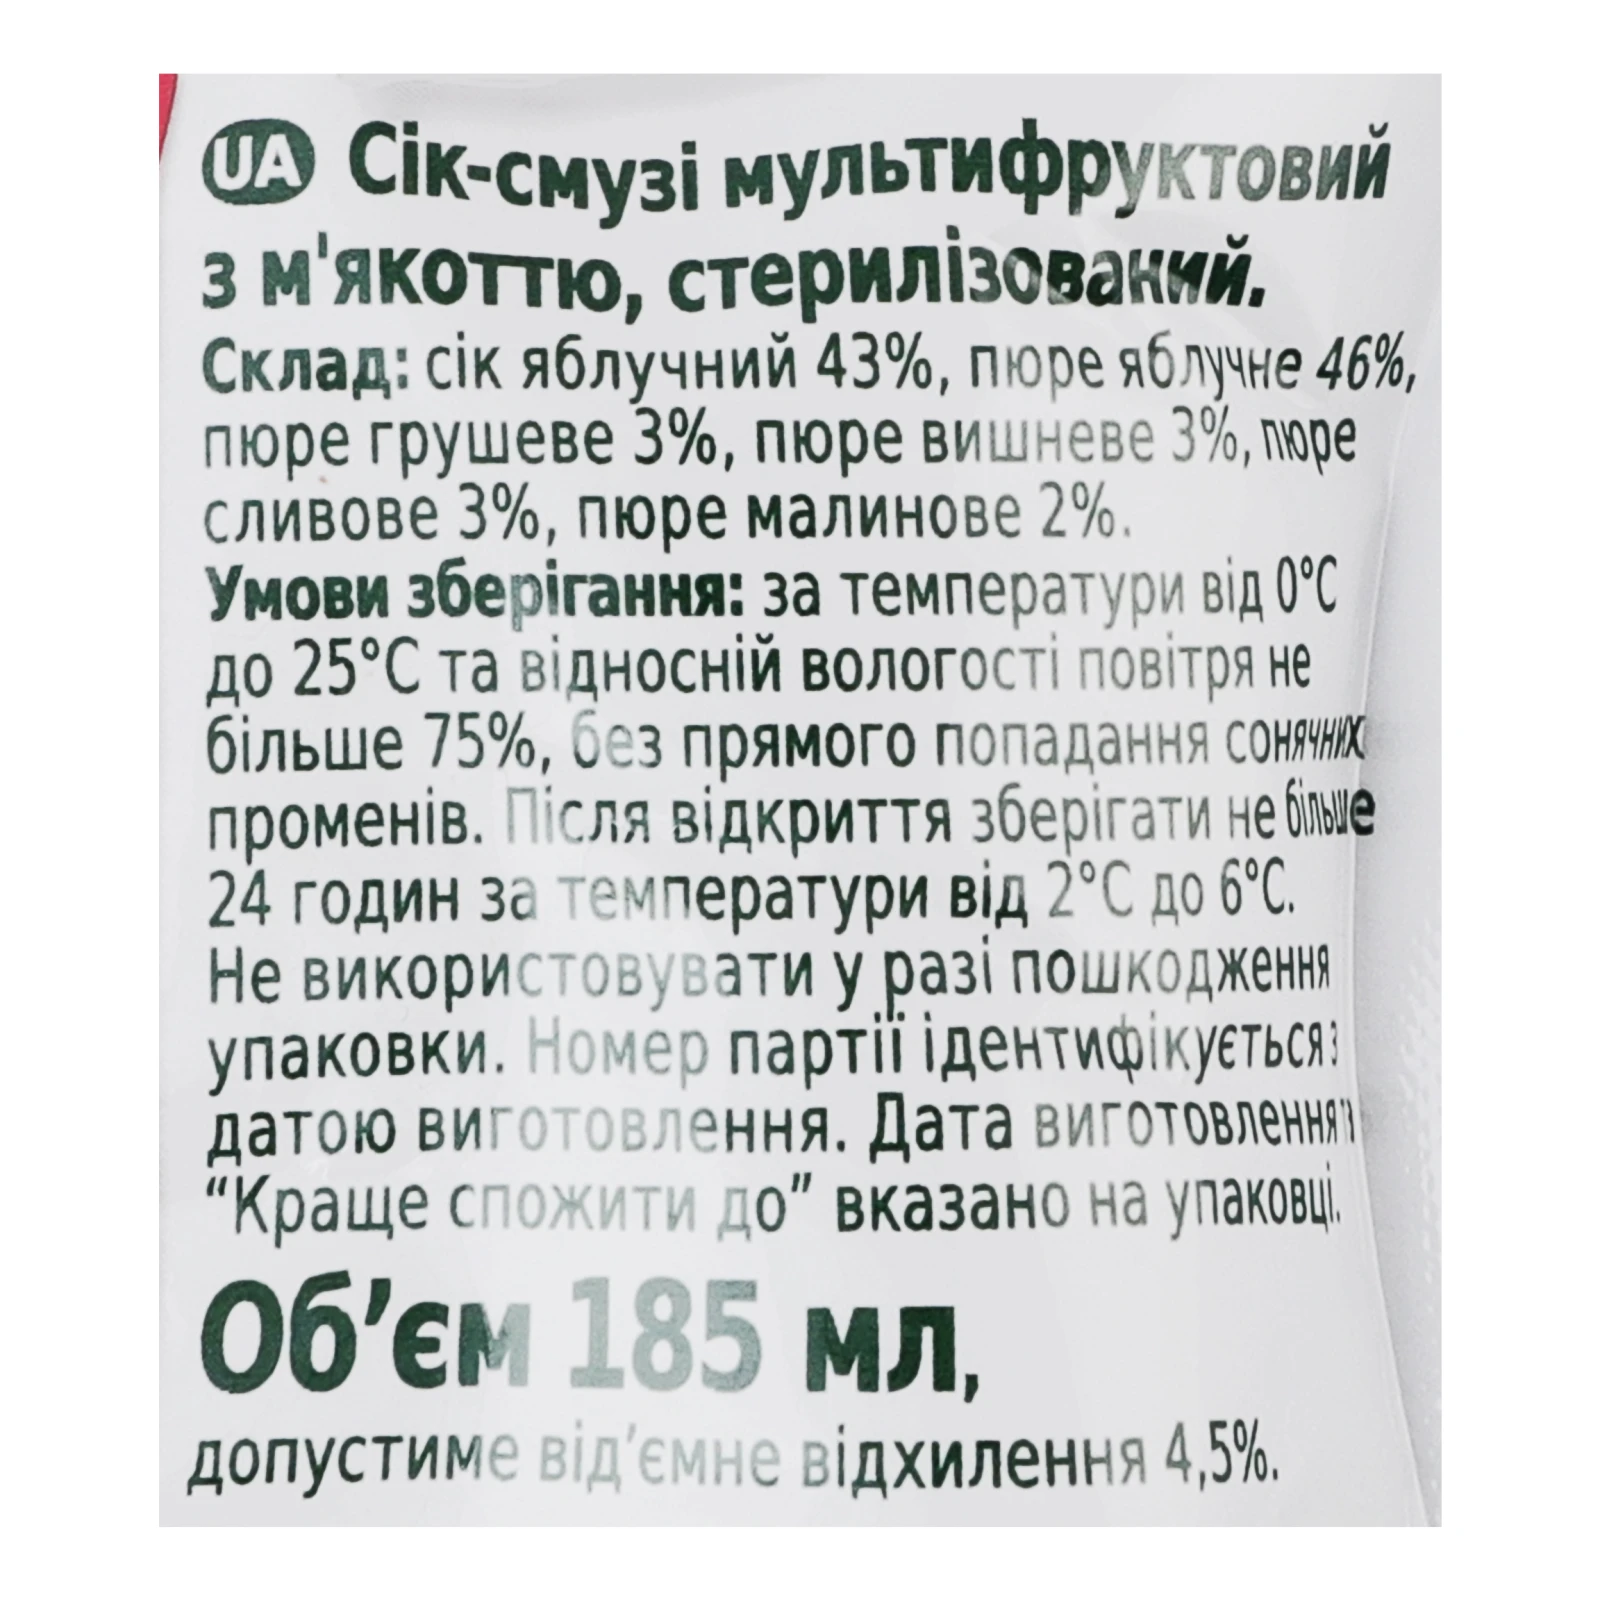 UA Сік-смузі мультифруктовий
з м'якоттю, стерилізований.
Склад: сік яблучний 43%, пюре яблучне 46%,
пюре грушеве 3%, пюре вишневе 3%, пюре
сливове 3%, пюре малинове 2%.
Умови зберігання: за температури від 0°C
до 25°C та відносній вологості повітря не
більше 75%, без прямого попадання сонячних
променів. Після відкриття зберігати не більше
24 годин за температури від 2°C до 6°C.
Не використовувати у разі пошкодження
упаковки. Номер партії ідентифікується з
датою виготовлення. Дата виготовлення та
“Краще спожити до” вказано на упаковці.
Об’єм 185 мл,
допустиме від’ємне відхилення 4,5%.